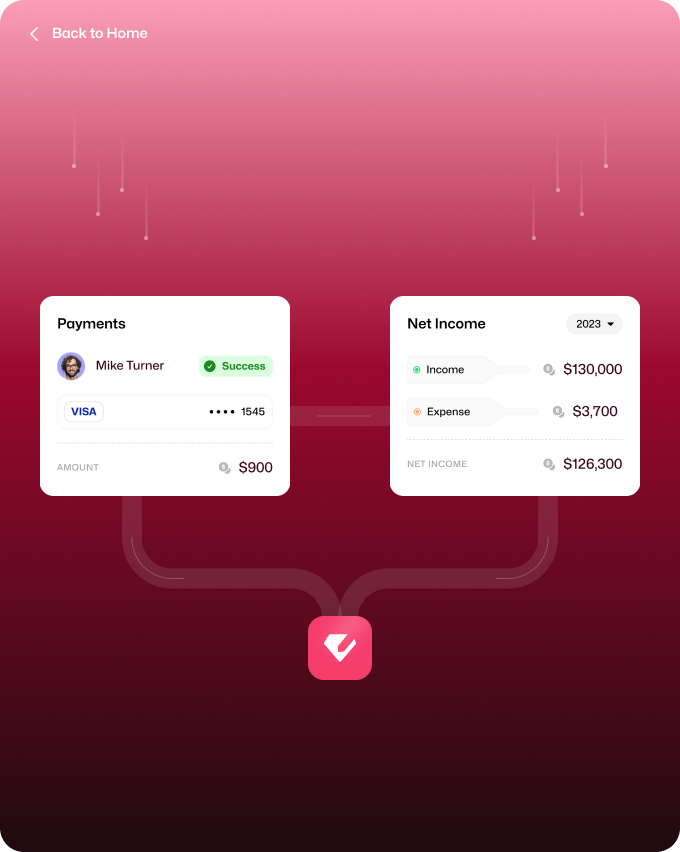 Back to Home
Payments
Mike Turner
Success
VISA
•••• 1545
AMOUNT
$900
Net Income
2023
Income
$130,000
Expense
$3,700
NET INCOME
$126,300